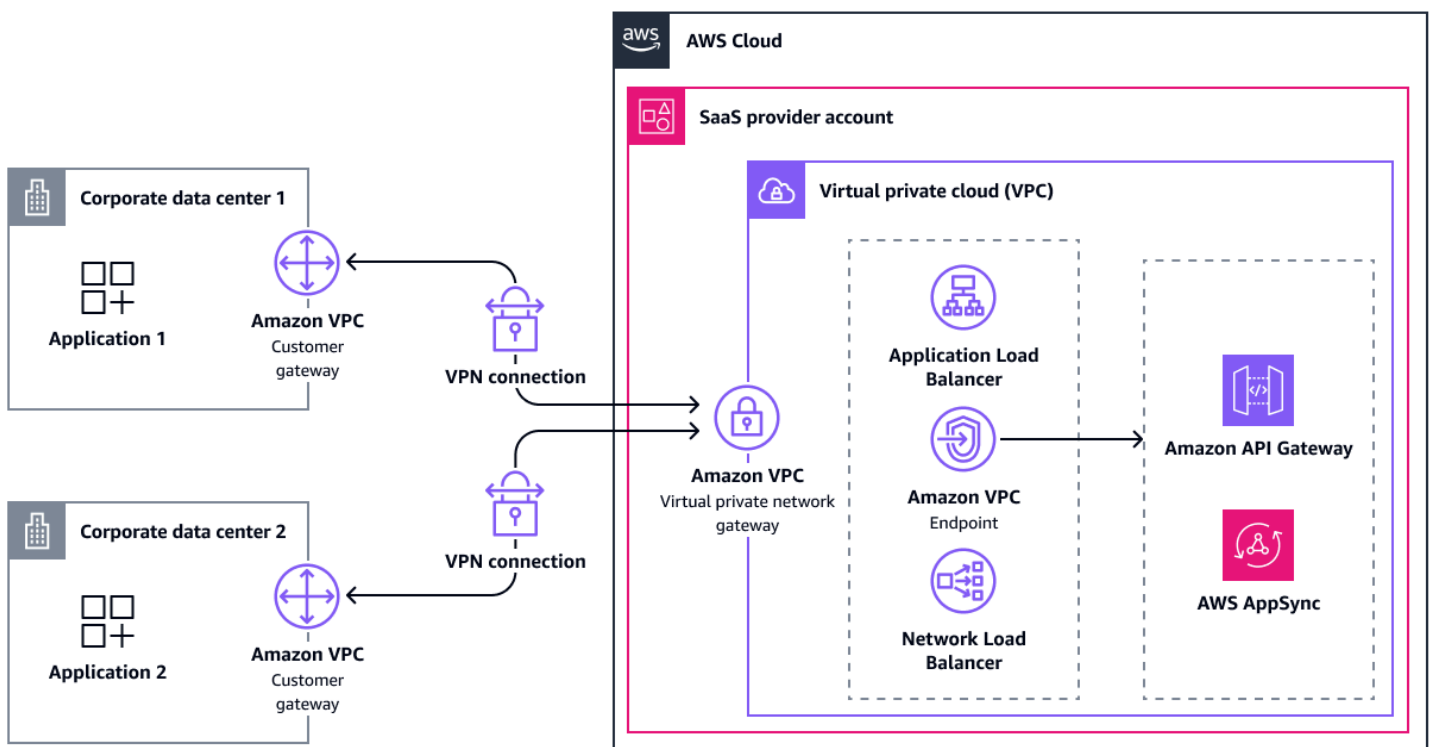 aws
AWS Cloud
SaaS provider account
Virtual private cloud (VPC)
Corporate data center 1
Application 1
Amazon VPC
Customer
gateway
VPN connection
Corporate data center 2
Application 2
Amazon VPC
Customer
gateway
VPN connection
Amazon VPC
Virtual private network
gateway
Application Load
Balancer
Amazon VPC
Endpoint
Network Load
Balancer
</>
Amazon API Gateway
AWS AppSync